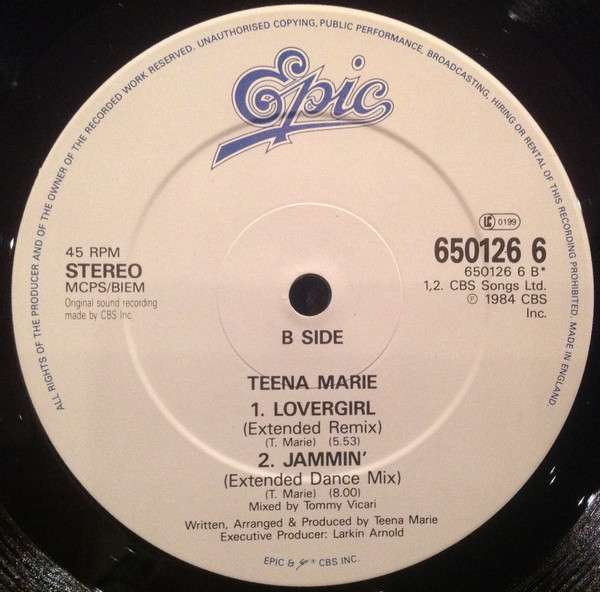 ALL RIGHTS OF THE PRODUCER AND OF THE OWNER OF THE RECORDED WORK RESERVED. UNAUTHORISED COPYING, PUBLIC PERFORMANCE, BROADCASTING, HIRING OR RENTAL OF THIS RECORDING PROHIBITED. MADE IN ENGLAND.
Epic
45 RPM
STEREO
MCPS/BIEM
Original sound recording
made by CBS Inc.
LC 0199
650126 6
650126 6 B*
1,2. CBS Songs Ltd.
℗ 1984 CBS
Inc.
B SIDE
TEENA MARIE
1. LOVERGIRL
(Extended Remix)
(T. Marie) (5.53)
2. JAMMIN'
(Extended Dance Mix)
(T. Marie) (8.00)
Mixed by Tommy Vicari
Written, Arranged & Produced by Teena Marie
Executive Producer: Larkin Arnold
EPIC & ® CBS INC.